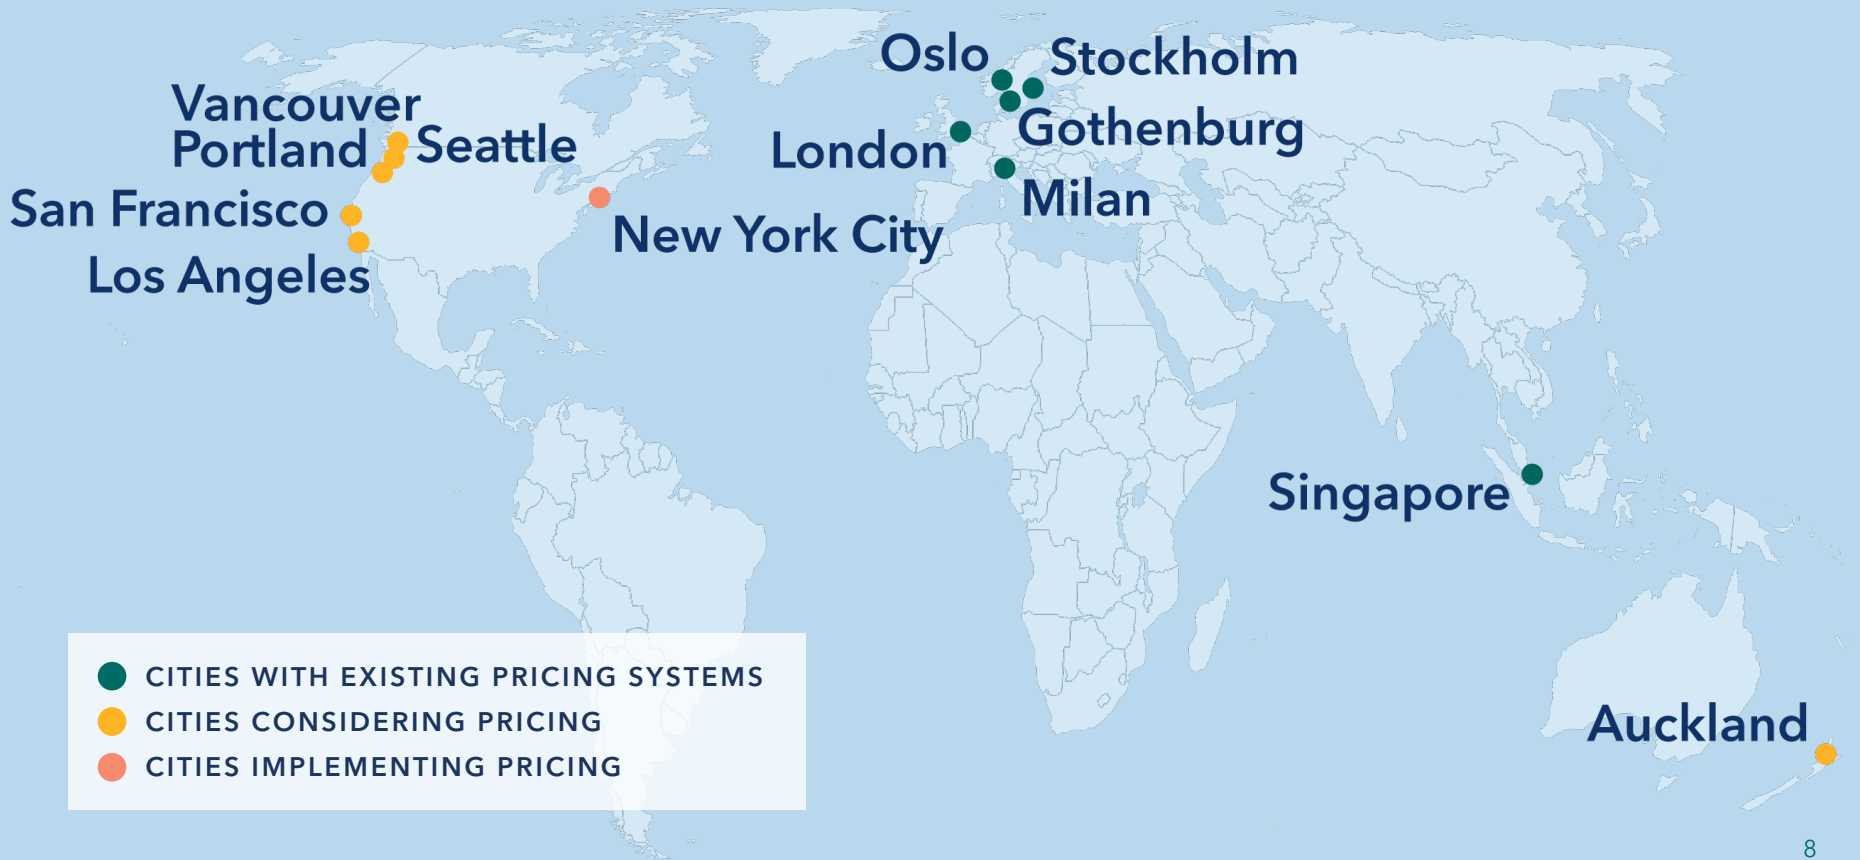 Oslo
Stockholm
Vancouver
Portland
Seattle
Gothenburg
London
Milan
San Francisco
New York City
Los Angeles
Singapore
CITIES WITH EXISTING PRICING SYSTEMS
CITIES CONSIDERING PRICING
CITIES IMPLEMENTING PRICING
Auckland
8